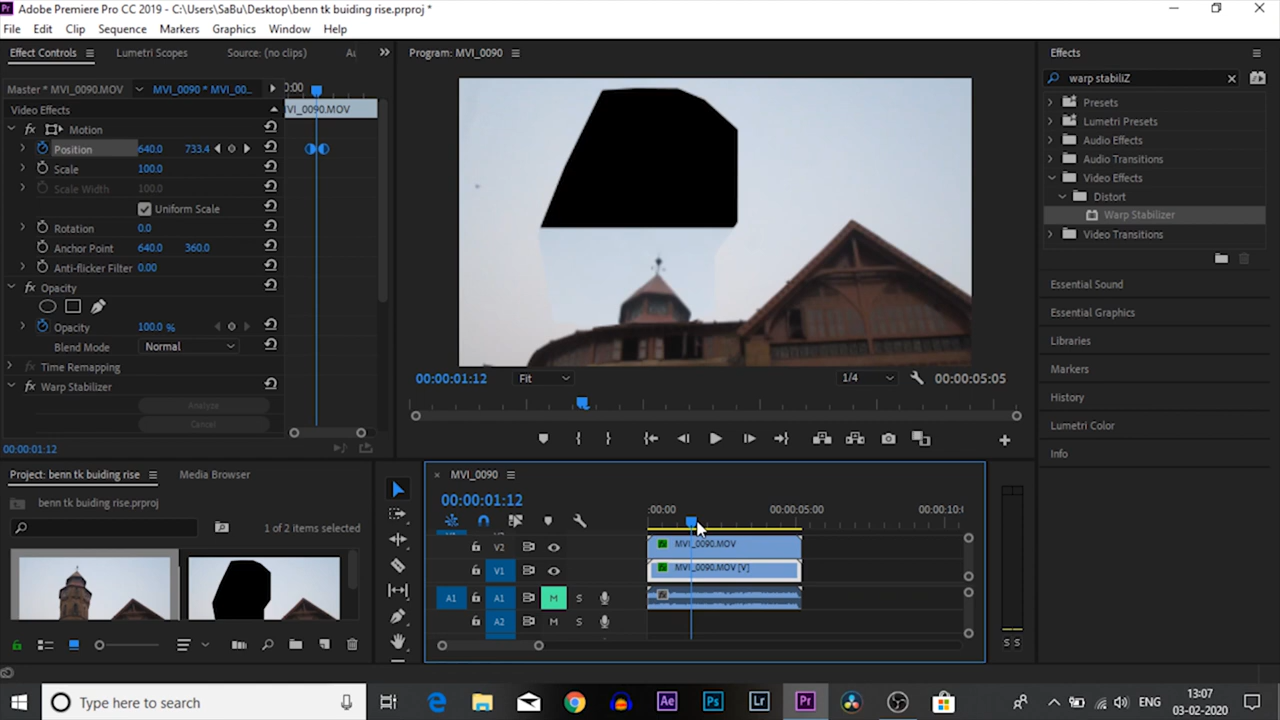 Adobe Premiere Pro CC 2019 - C:\Users\SaBu\Desktop\benn tk buiding rise.prproj *
File Edit Clip Sequence Markers Graphics Window Help
Effect Controls Lumetri Scopes Source: (no clips)
Master * MVI_0090.MOV MVI_0090 * MVI_00...
Video Effects
Motion
Position 640.0 733.4
Scale 100.0
Scale Width 100.0
Uniform Scale
Rotation 0.0
Anchor Point 640.0 360.0
Anti-flicker Filter 0.00
Opacity
Opacity 100.0 %
Blend Mode Normal
Time Remapping
Warp Stabilizer
Analyze
Cancel
00:00:01:12
:00:00
MVI_0090.MOV
Program: MVI_0090
00:00:01:12 Fit 1/4 00:00:05:05
Effects
warp stabiliZ
Presets
Lumetri Presets
Audio Effects
Audio Transitions
Video Effects
Distort
Warp Stabilizer
Video Transitions
Essential Sound
Essential Graphics
Libraries
Markers
History
Lumetri Color
Info
Project: benn tk buiding rise Media Browser
benn tk buiding rise.prproj
1 of 2 items selected
MVI_0090
00:00:01:12
:00:00 00:00:05:00 00:00:10:
V2 MVI_0090.MOV
V1 MVI_0090.MOV [V]
A1 A1 M S
A2 M S
S S
Type here to search
Ae Ps Lr Pr
ENG
13:07
03-02-2020